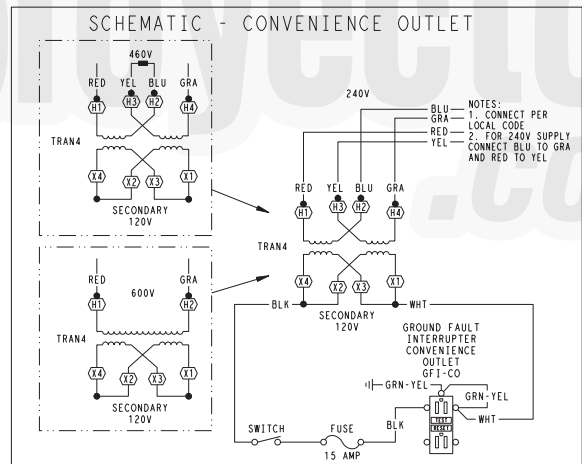 SCHEMATIC - CONVENIENCE OUTLET
460V
RED YEL BLU GRA
H1 H3 H2 H4
TRAN4
X4 X2 X3 X1
SECONDARY
120V
600V
RED GRA
H1 H2
TRAN4
X4 X2 X3 X1
SECONDARY
120V
240V
BLU
GRA
RED
YEL
NOTES:
1. CONNECT PER
LOCAL CODE
2. FOR 240V SUPPLY
CONNECT BLU TO GRA
AND RED TO YEL
RED YEL BLU GRA
H1 H3 H2 H4
TRAN4
X4 X2 X3 X1
BLK WHT
SECONDARY
120V
GROUND FAULT
INTERRUPTER
CONVENIENCE
OUTLET
GFI-CO
GRN-YEL
GRN-YEL
WHT
BLK
TEST
RESET
SWITCH
FUSE
15 AMP
proyecto
.co